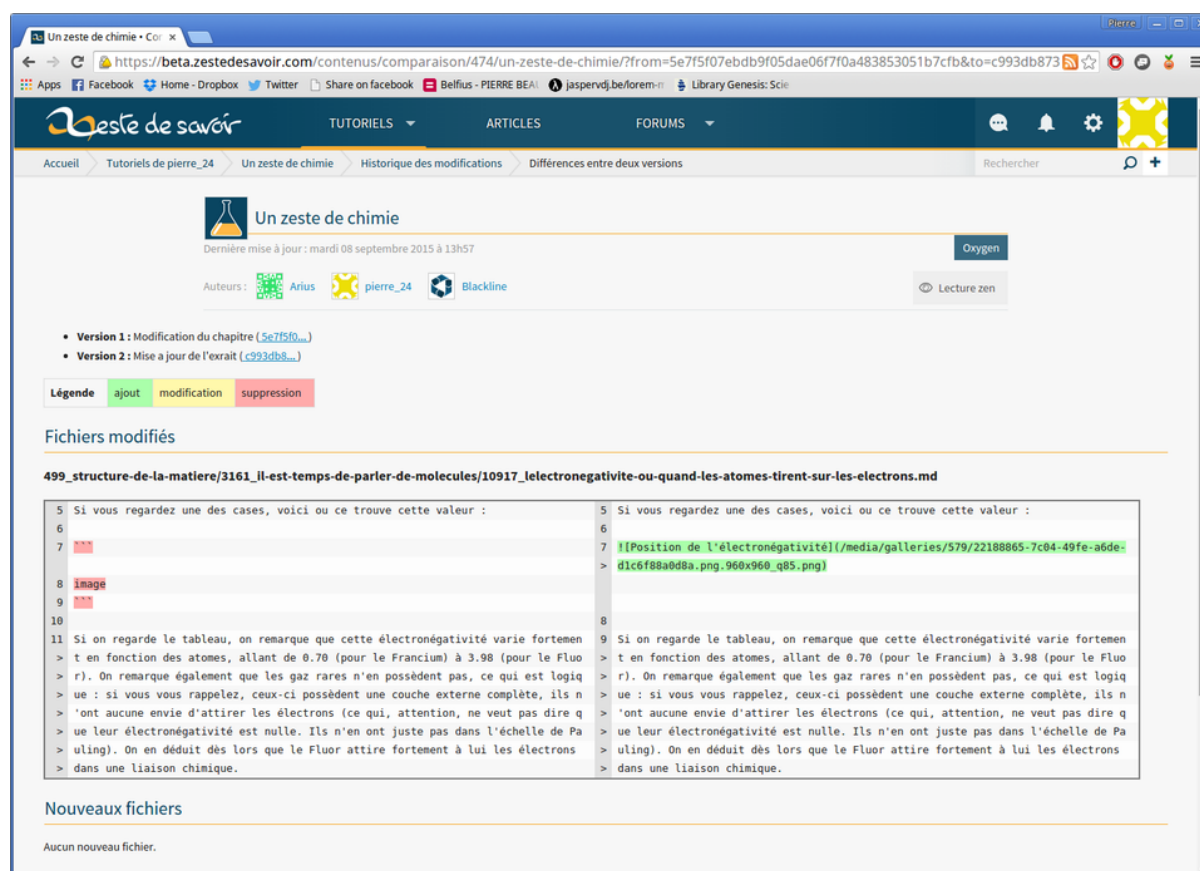 Pierre
Un zeste de chimie • Cor ×
https://beta.zestedesavoir.com/contenus/comparaison/474/un-zeste-de-chimie/?from=5e7f5f07ebdb9f05dae06f7f0a483853051b7cfb&to=c993db873
Apps Facebook Home - Dropbox Twitter Share on facebook Belfius - PIERRE BEAU jaspervdj.be/lorem-m Library Genesis: Scie
Zeste de savoir TUTORIELS ARTICLES FORUMS
Accueil Tutoriels de pierre_24 Un zeste de chimie Historique des modifications Différences entre deux versions Rechercher +
Un zeste de chimie
Dernière mise à jour : mardi 08 septembre 2015 à 13h57 Oxygen
Auteurs : Arius pierre_24 Blackline Lecture zen
• Version 1 : Modification du chapitre (5e7f5f0...)
• Version 2 : Mise a jour de l'exrait (c993db8...)
Légende ajout modification suppression
Fichiers modifiés
499_structure-de-la-matiere/3161_il-est-temps-de-parler-de-molecules/10917_lelectronegativite-ou-quand-les-atomes-tirent-sur-les-electrons.md
5 Si vous regardez une des cases, voici ou ce trouve cette valeur : 5 Si vous regardez une des cases, voici ou ce trouve cette valeur :
6 6
7 ``` 7 ![Position de l'électronégativité](/media/galleries/579/22188865-7c04-49fe-a6de-
> d1c6f88a0d8a.png.960x960_q85.png)
8 image
9 ```
10 8
11 Si on regarde le tableau, on remarque que cette électronégativité varie fortemen 9 Si on regarde le tableau, on remarque que cette électronégativité varie fortemen
> t en fonction des atomes, allant de 0.70 (pour le Francium) à 3.98 (pour le Fluo > t en fonction des atomes, allant de 0.70 (pour le Francium) à 3.98 (pour le Fluo
> r). On remarque également que les gaz rares n'en possèdent pas, ce qui est logiq > r). On remarque également que les gaz rares n'en possèdent pas, ce qui est logiq
> ue : si vous vous rappelez, ceux-ci possèdent une couche externe complète, ils n > ue : si vous vous rappelez, ceux-ci possèdent une couche externe complète, ils n
> 'ont aucune envie d'attirer les électrons (ce qui, attention, ne veut pas dire q > 'ont aucune envie d'attirer les électrons (ce qui, attention, ne veut pas dire q
> ue leur électronégativité est nulle. Ils n'en ont juste pas dans l'échelle de Pa > ue leur électronégativité est nulle. Ils n'en ont juste pas dans l'échelle de Pa
> uling). On en déduit dès lors que le Fluor attire fortement à lui les électrons > uling). On en déduit dès lors que le Fluor attire fortement à lui les électrons
> dans une liaison chimique. > dans une liaison chimique.
Nouveaux fichiers
Aucun nouveau fichier.